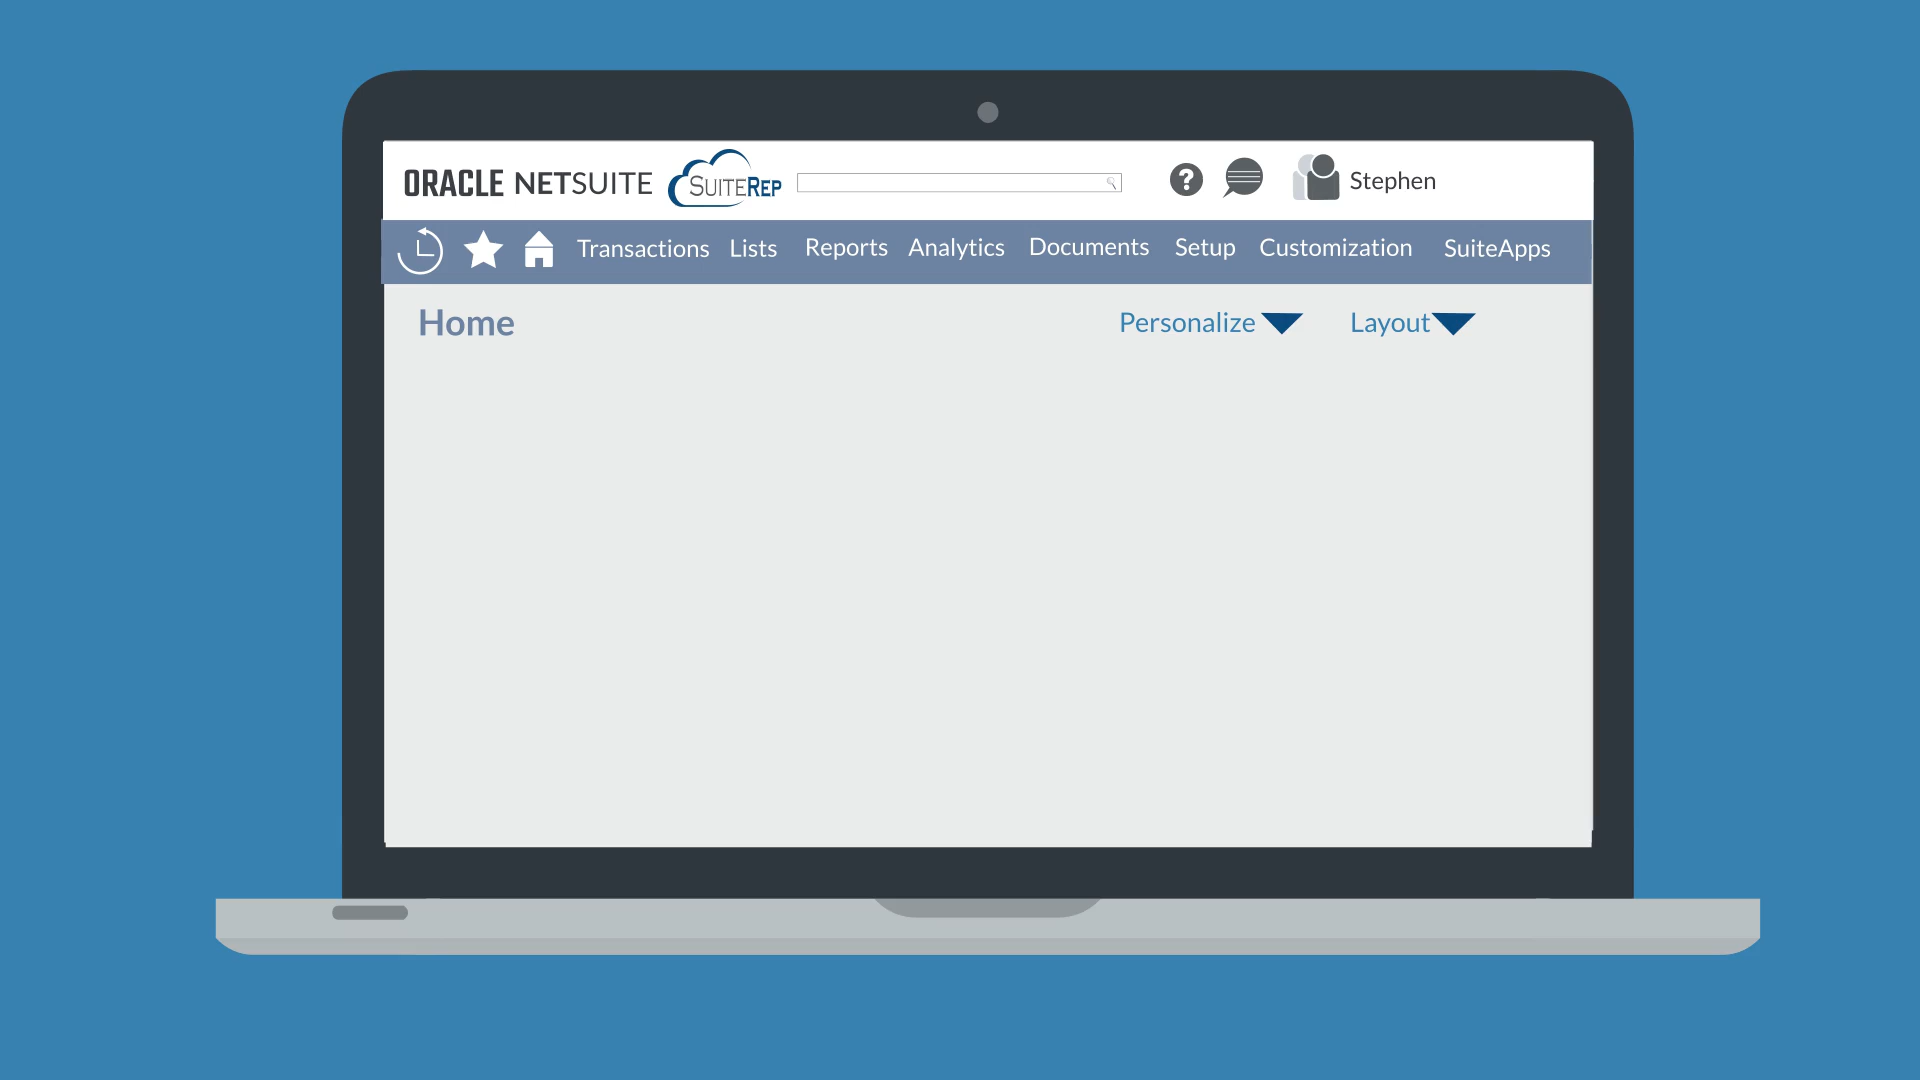 ORACLE NETSUITE SUITEREP ? Stephen
Transactions Lists Reports Analytics Documents Setup Customization SuiteApps
Home Personalize Layout